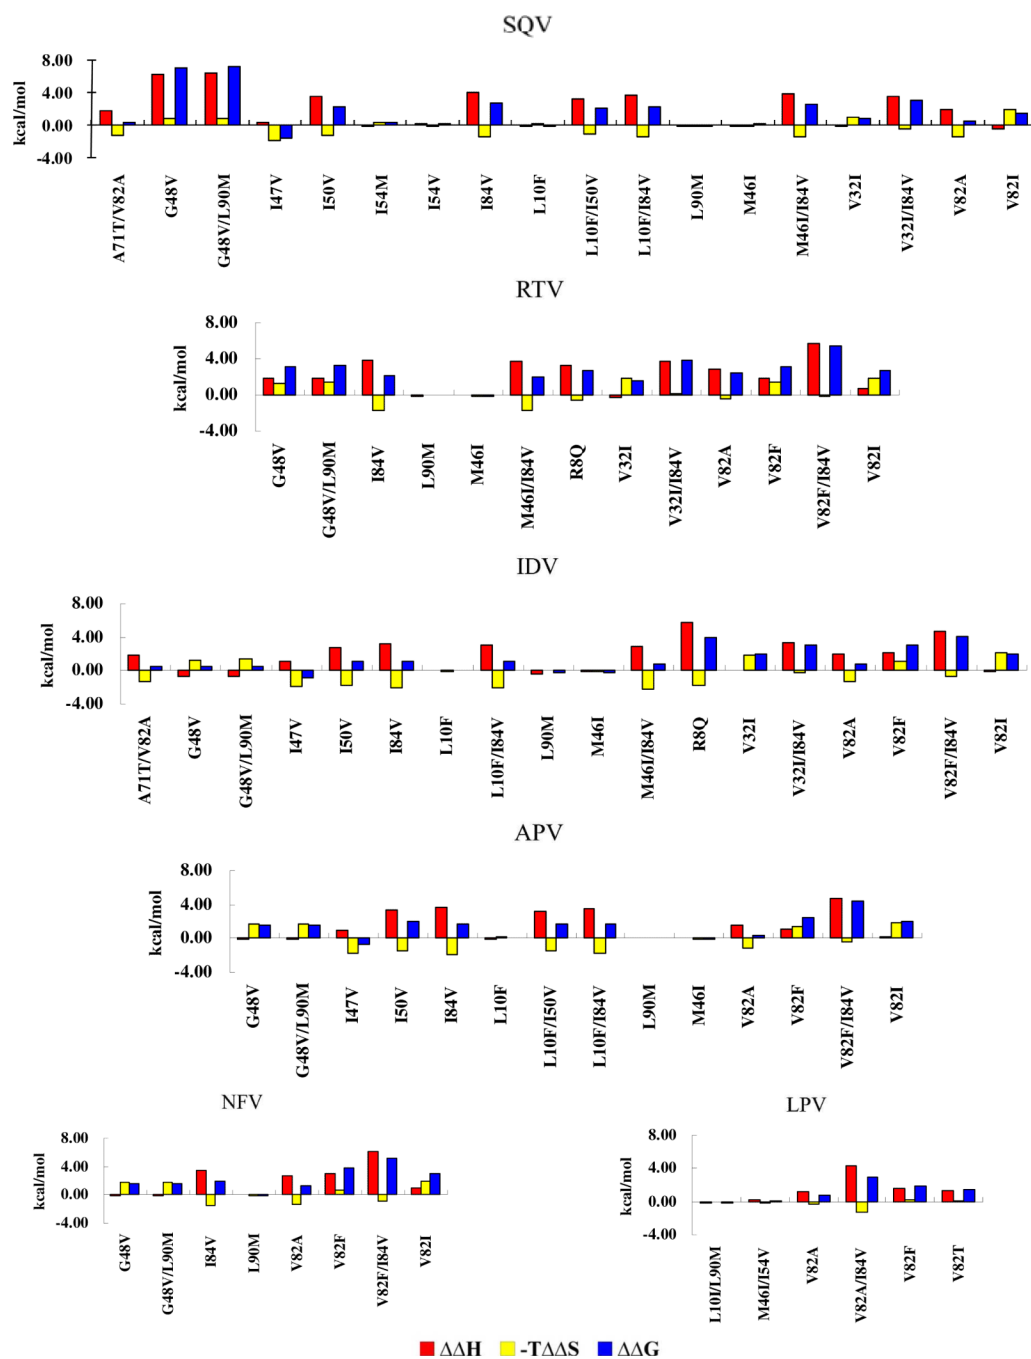 SQV
8.00
4.00
0.00
-4.00
kcal/mol
A71T/V82A G48V G48V/L90M I47V I50V I54M I54V I84V L10F L10F/I50V L10F/I84V L90M M46I M46I/I84V V32I V32I/I84V V82A V82I
RTV
8.00
4.00
0.00
-4.00
kcal/mol
G48V G48V/L90M I84V L90M M46I M46I/I84V R8Q V32I V32I/I84V V82A V82F V82F/I84V V82I
IDV
8.00
4.00
0.00
-4.00
kcal/mol
A71T/V82A G48V G48V/L90M I47V I50V I84V L10F L10F/I84V L90M M46I M46I/I84V R8Q V32I V32I/I84V V82A V82F V82F/I84V V82I
APV
8.00
4.00
0.00
-4.00
kcal/mol
G48V G48V/L90M I47V I50V I84V L10F L10F/I50V L10F/I84V L90M M46I V82A V82F V82F/I84V V82I
NFV
8.00
4.00
0.00
-4.00
kcal/mol
G48V G48V/L90M I84V L90M V82A V82F V82F/I84V V82I
LPV
8.00
4.00
0.00
-4.00
kcal/mol
L10I/L90M M46I/I54V V82A V82A/I84V V82F V82T
ΔΔH -TΔΔS ΔΔG